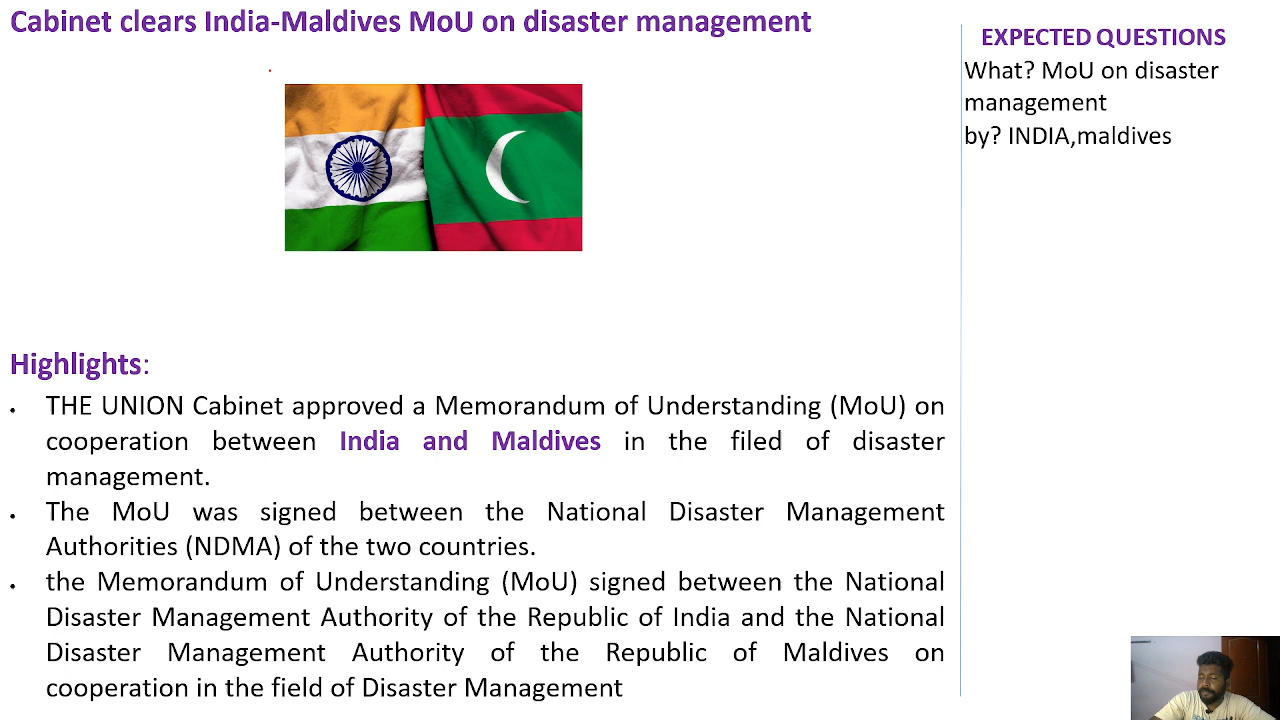 Cabinet clears India-Maldives MoU on disaster management
EXPECTED QUESTIONS
What? MoU on disaster
management
by? INDIA,maldives
Highlights:
• THE UNION Cabinet approved a Memorandum of Understanding (MoU) on
cooperation between India and Maldives in the filed of disaster
management.
• The MoU was signed between the National Disaster Management
Authorities (NDMA) of the two countries.
• the Memorandum of Understanding (MoU) signed between the National
Disaster Management Authority of the Republic of India and the National
Disaster Management Authority of the Republic of Maldives on
cooperation in the field of Disaster Management